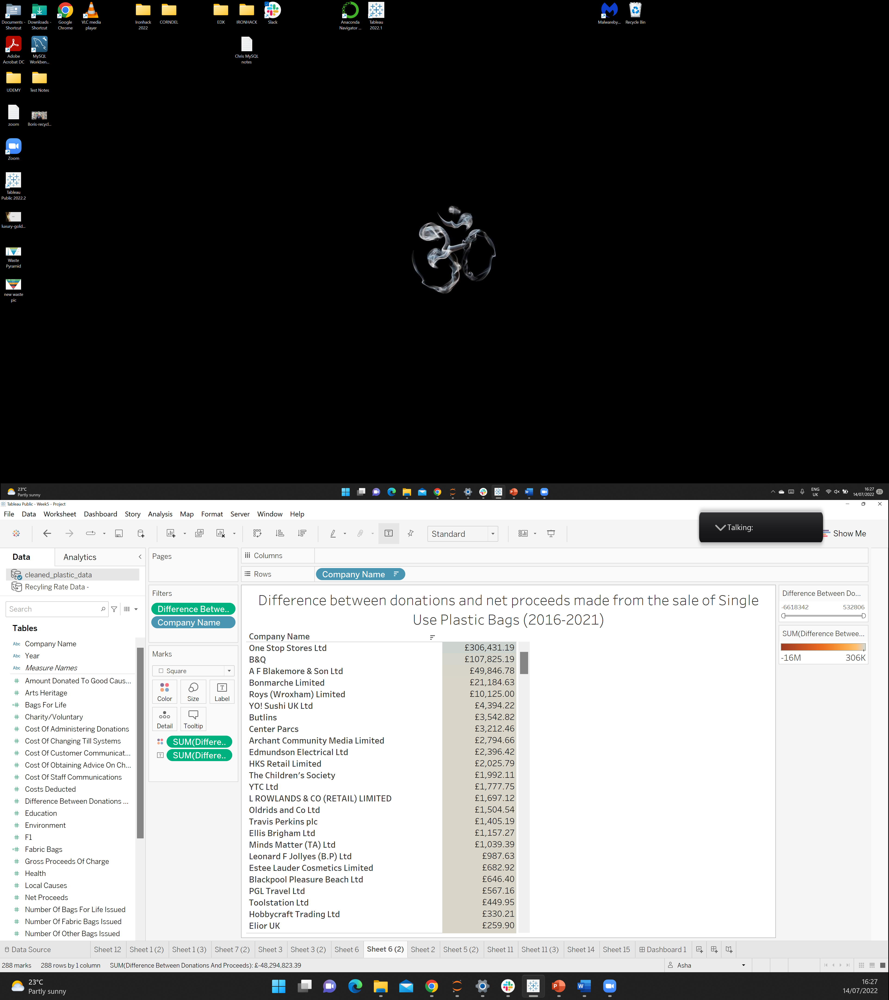 Documents - Shortcut
Downloads - Shortcut
Google Chrome
VLC media player
Ironhack 2022
CORNDEL
EDX
IRONHACK
Slack
Anaconda Navigator ...
Tableau 2022.1
Malwareby...
Recycle Bin
Adobe Acrobat DC
MySQL Workben...
Chris MySQL notes
UDEMY
Test Notes
zoom
Boris-recycl...
Zoom
Tableau Public 2022.2
luxury-gold...
Waste Pyramid
new waste pic
23°C
Partly sunny
ENG
UK
16:27
14/07/2022
23
Tableau Public - Week5 - Project
File Data Worksheet Dashboard Story Analysis Map Format Server Window Help
Standard
Talking:
Show Me
Data
Analytics
cleaned_plastic_data
Recyling Rate Data -
Search
Tables
Abc Company Name
Abc Year
Abc Measure Names
Amount Donated To Good Caus...
Arts Heritage
Bags For Life
Charity/Voluntary
Cost Of Administering Donations
Cost Of Changing Till Systems
Cost Of Customer Communicat...
Cost Of Obtaining Advice On Ch...
Cost Of Staff Communications
Costs Deducted
Difference Between Donations ...
Education
Environment
F1
Fabric Bags
Gross Proceeds Of Charge
Health
Local Causes
Net Proceeds
Number Of Bags For Life Issued
Number Of Fabric Bags Issued
Number Of Other Bags Issued
Pages
Filters
Difference Betwe..
Company Name
Marks
Square
Color
Size
Label
Detail
Tooltip
SUM(Differe..
SUM(Differe..
Columns
Rows
Company Name
Difference between donations and net proceeds made from the sale of Single
Use Plastic Bags (2016-2021)
Company Name
One Stop Stores Ltd £306,431.19
B&Q £107,825.19
A F Blakemore & Son Ltd £49,846.78
Bonmarche Limited £21,184.63
Roys (Wroxham) Limited £10,125.00
YO! Sushi UK Ltd £4,394.22
Butlins £3,542.82
Center Parcs £3,212.46
Archant Community Media Limited £2,794.66
Edmundson Electrical Ltd £2,396.42
HKS Retail Limited £2,025.79
The Children’s Society £1,992.11
YTC Ltd £1,777.75
L ROWLANDS & CO (RETAIL) LIMITED £1,697.12
Oldrids and Co Ltd £1,504.54
Travis Perkins plc £1,405.19
Ellis Brigham Ltd £1,157.27
Minds Matter (TA) Ltd £1,039.39
Leonard F Jollyes (B.P) Ltd £987.63
Estee Lauder Cosmetics Limited £682.92
Blackpool Pleasure Beach Ltd £646.40
PGL Travel Ltd £567.16
Toolstation Ltd £449.95
Hobbycraft Trading Ltd £330.21
Elior UK £259.90
Difference Between Do...
-6618342 532806
SUM(Difference Betwee...
-16M 306K
Data Source
Sheet 12
Sheet 1 (2)
Sheet 1 (3)
Sheet 7 (2)
Sheet 3
Sheet 3 (2)
Sheet 6
Sheet 6 (2)
Sheet 2
Sheet 5 (2)
Sheet 11
Sheet 11 (3)
Sheet 14
Sheet 15
Dashboard 1
288 marks 288 rows by 1 column SUM(Difference Between Donations And Proceeds): £-48,294,823.39
Asha
23°C
Partly sunny
16:27
14/07/2022